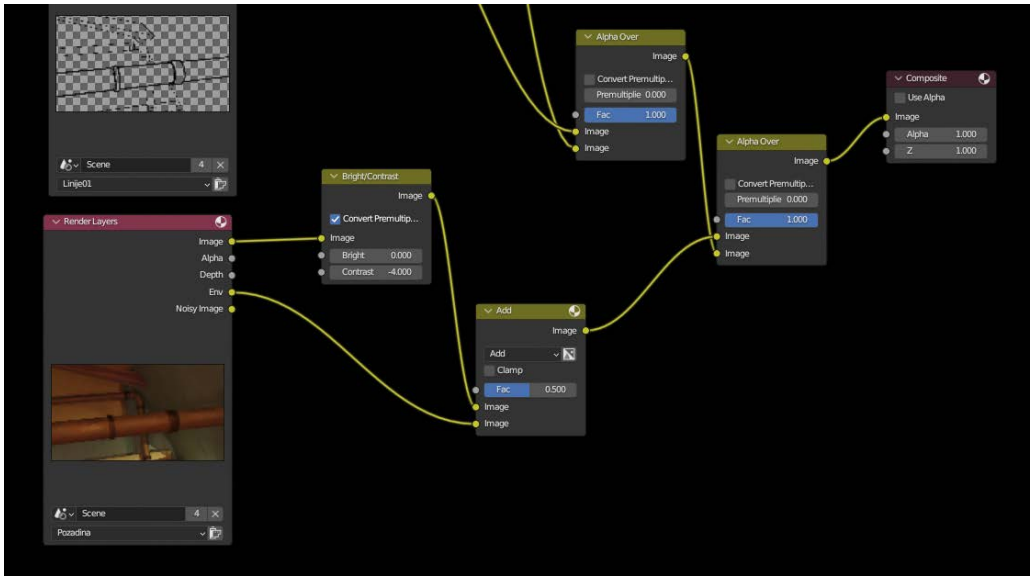 Scene 4
Linije01
Render Layers
Image
Alpha
Depth
Env
Noisy Image
Scene 4
Pozadina
Bright/Contrast
Image
Convert Premultip...
Image
Bright 0.000
Contrast -4.000
Add
Image
Add
Clamp
Fac 0.500
Image
Image
Alpha Over
Image
Convert Premultip...
Premultiplie 0.000
Fac 1.000
Image
Image
Alpha Over
Image
Convert Premultip...
Premultiplie 0.000
Fac 1.000
Image
Image
Composite
Use Alpha
Image
Alpha 1.000
Z 1.000